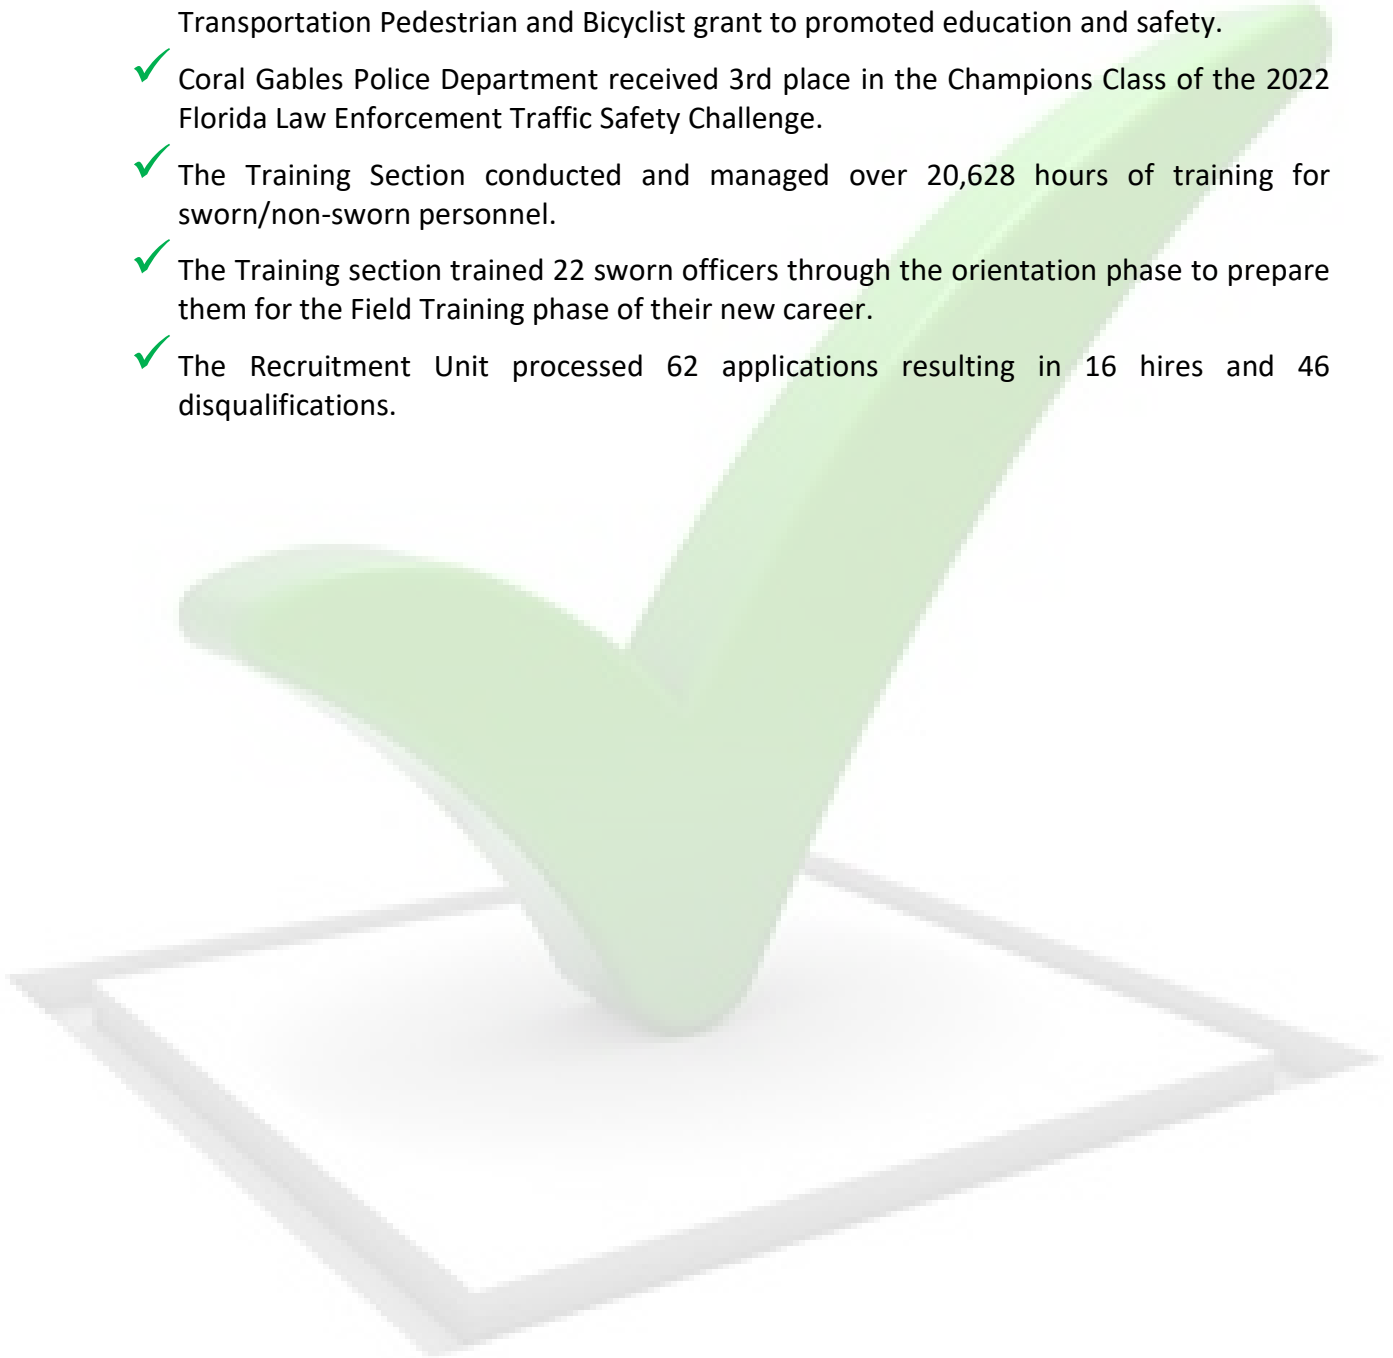 Transportation Pedestrian and Bicyclist grant to promoted education and safety.
Coral Gables Police Department received 3rd place in the Champions Class of the 2022
Florida Law Enforcement Traffic Safety Challenge.
The Training Section conducted and managed over 20,628 hours of training for
sworn/non-sworn personnel.
The Training section trained 22 sworn officers through the orientation phase to prepare
them for the Field Training phase of their new career.
The Recruitment Unit processed 62 applications resulting in 16 hires and 46
disqualifications.